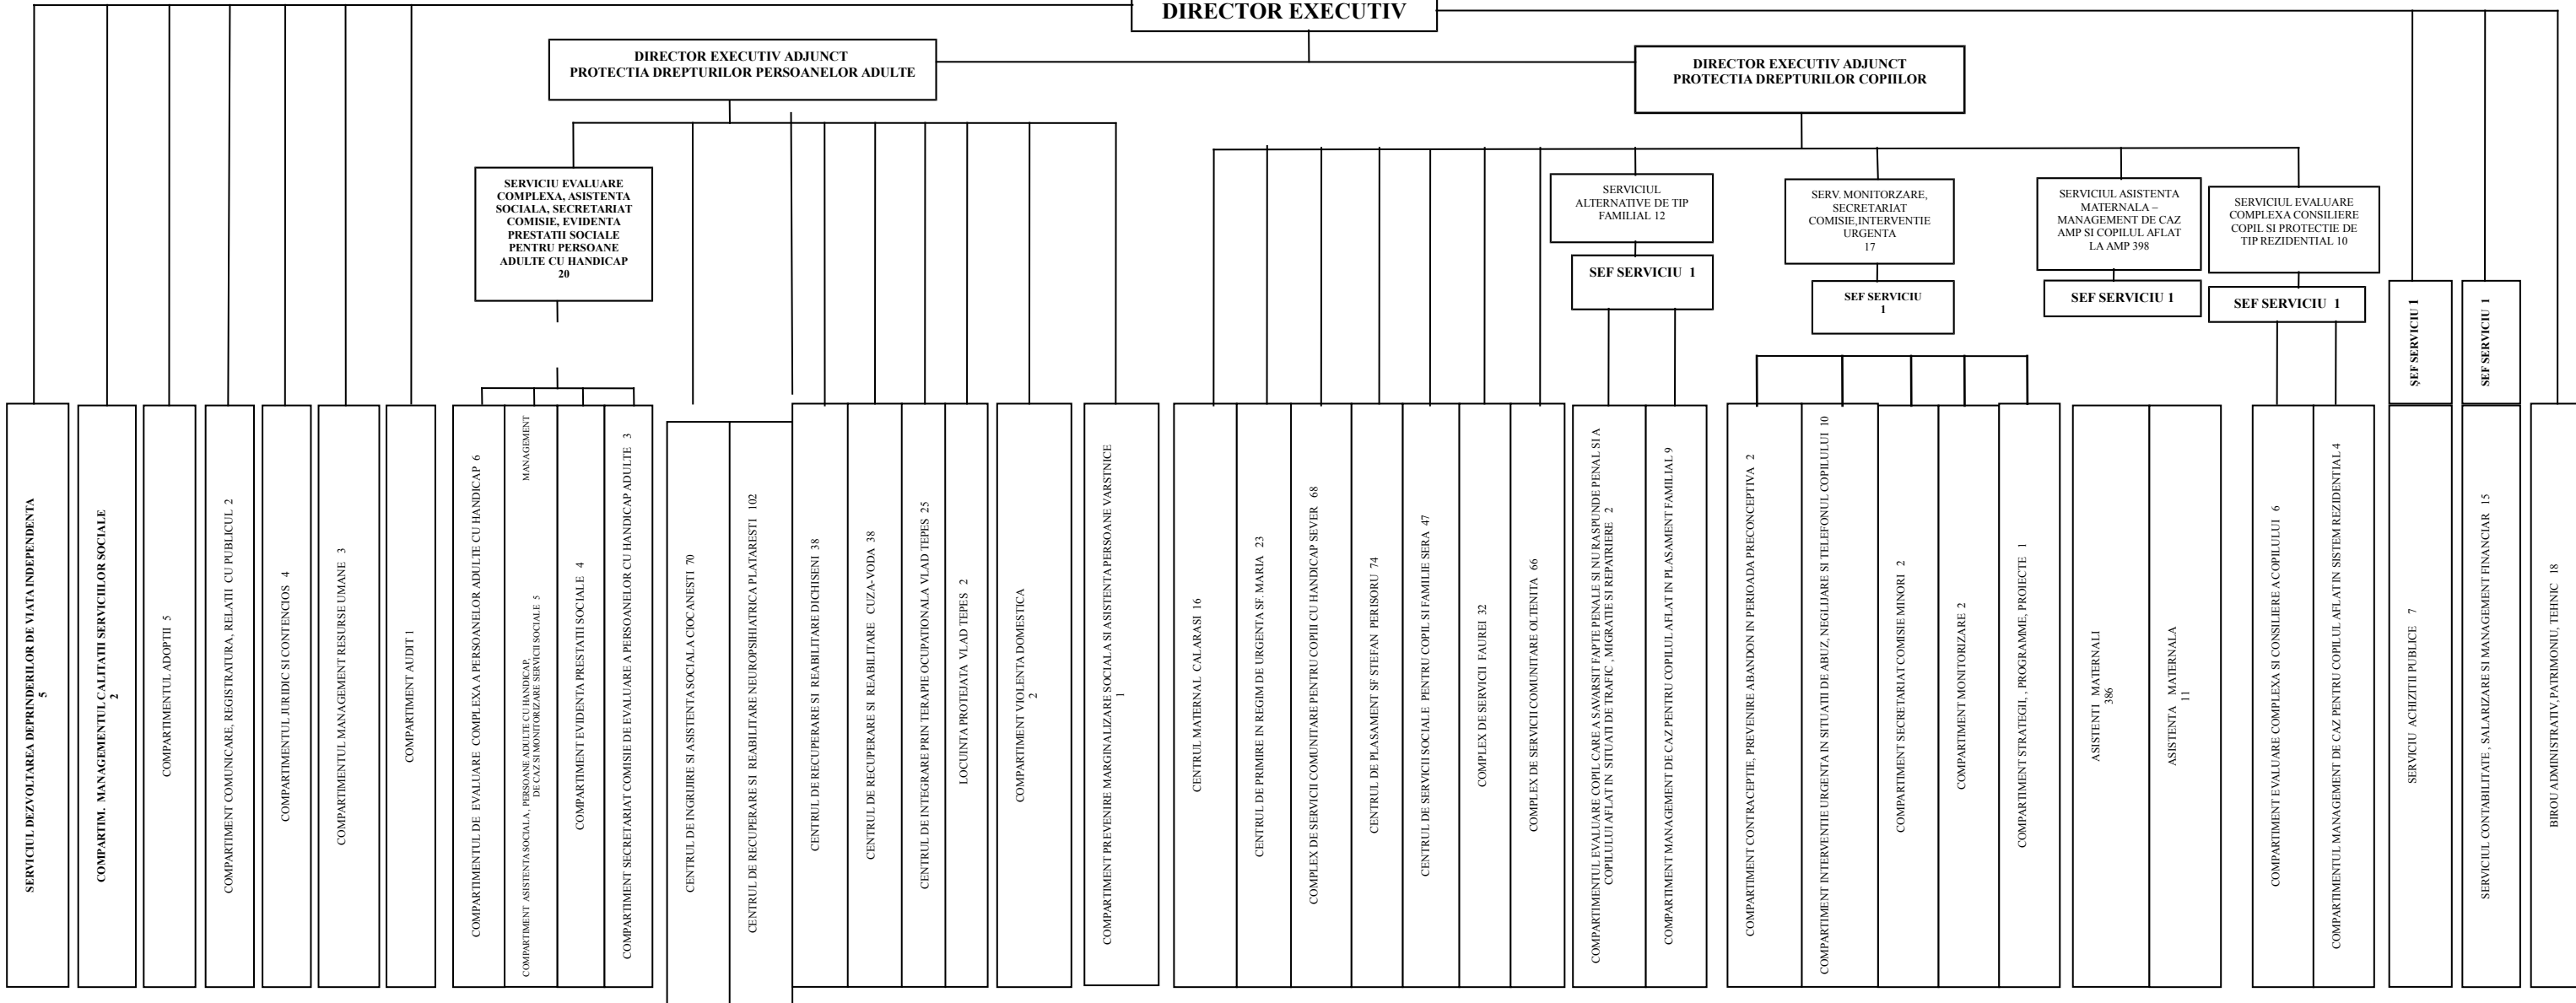 DIRECTOR EXECUTIV
DIRECTOR EXECUTIV ADJUNCT
PROTECTIA DREPTURILOR PERSOANELOR ADULTE
DIRECTOR EXECUTIV ADJUNCT
PROTECTIA DREPTURILOR COPIILOR
SERVICIU EVALUARE
COMPLEXA, ASISTENTA
SOCIALA, SECRETARIAT
COMISIE, EVIDENTA
PRESTATII SOCIALE
PENTRU PERSOANE
ADULTE CU HANDICAP
20
SERVICIUL
ALTERNATIVE DE TIP
FAMILIAL 12
SEF SERVICIU 1
SERV. MONITORZARE,
SECRETARIAT
COMISIE,INTERVENTIE
URGENTA
17
SEF SERVICIU
1
SERVICIUL ASISTENTA
MATERNALA –
MANAGEMENT DE CAZ
AMP SI COPILUL AFLAT
LA AMP 398
SEF SERVICIU 1
SERVICIUL EVALUARE
COMPLEXA CONSILIERE
COPIL SI PROTECTIE DE
TIP REZIDENTIAL 10
SEF SERVICIU 1
ŞEF SERVICIU 1
SEF SERVICIU 1
SERVICIUL DEZVOLTAREA DEPRINDERILOR DE VIATA INDEPENDENTA
5
COMPARTIM. MANAGEMENTUL CALITATII SERVICIILOR SOCIALE
2
COMPARTIMENTUL ADOPTII 5
COMPARTIMENT COMUNICARE, REGISTRATURA, RELATII CU PUBLICUL 2
COMPARTIMENTUL JURIDIC SI CONTENCIOS 4
COMPARTIMENTUL MANAGEMENT RESURSE UMANE 3
COMPARTIMENT AUDIT 1
COMPARTIMENTUL DE EVALUARE COMPLEXA A PERSOANELOR ADULTE CU HANDICAP 6
COMPARTIMENT ASISTENTA SOCIALA , PERSOANE ADULTE CU HANDICAP, MANAGEMENT
DE CAZ SI MONITORIZARE SERVICII SOCIALE 5
COMPARTIMENT EVIDENTA PRESTATII SOCIALE 4
COMPARTIMENT SECRETARIAT COMISIE DE EVALUARE A PERSOANELOR CU HANDICAP ADULTE 3
CENTRUL DE INGRIJIRE SI ASISTENTA SOCIALA CIOCANESTI 70
CENTRUL DE RECUPERARE SI REABILITARE NEUROPSIHIATRICA PLATARESTI 102
CENTRUL DE RECUPERARE SI REABILITARE DICHISENI 38
CENTRUL DE RECUPERARE SI REABILITARE CUZA-VODA 38
CENTRUL DE INTEGRARE PRIN TERAPIE OCUPATIONALA VLAD TEPES 25
LOCUINTA PROTEJATA VLAD TEPES 2
COMPARTIMENT VIOLENTA DOMESTICA
2
COMPARTIMENT PREVENIRE MARGINALIZARE SOCIALA SI ASISTENTA PERSOANE VARSTNICE
1
CENTRUL MATERNAL CALARASI 16
CENTRUL DE PRIMIRE IN REGIM DE URGENTA SF. MARIA 23
COMPLEX DE SERVICII COMUNITARE PENTRU COPIII CU HANDICAP SEVER 68
CENTRUL DE PLASAMENT SF STEFAN PERISORU 74
CENTRUL DE SERVICII SOCIALE PENTRU COPIL SI FAMILIE SERA 47
COMPLEX DE SERVICII FAUREI 32
COMPLEX DE SERVICII COMUNITARE OLTENITA 66
COMPARTIMENTUL EVALUARE COPIL CARE A SAVARSIT FAPTE PENALE SI NU RASPUNDE PENAL SI A
COPILULUI AFLAT IN SITUATII DE TRAFIC , MIGRATIE SI REPATRIERE 2
COMPARTIMENT MANAGEMENT DE CAZ PENTRU COPILUL AFLAT IN PLASAMENT FAMILIAL 9
COMPARTIMENT CONTRACEPTIE, PREVENIRE ABANDON IN PERIOADA PRECONCEPTIVA 2
COMPARTIMENT INTERVENTIE URGENTA IN SITUATII DE ABUZ, NEGLIJARE SI TELEFONUL COPILULUI 10
COMPARTIMENT SECRETARIAT COMISIE MINORI 2
COMPARTIMENT MONITORIZARE 2
COMPARTIMENT STRATEGII, , PROGRAMME, PROIECTE 1
ASISTENTI MATERNALI
386
ASISTENTA MATERNALA
11
COMPARTIMENT EVALUARE COMPLEXA SI CONSILIERE A COPILULUI 6
COMPARTIMENTUL MANAGEMENT DE CAZ PENTRU COPILUL AFLAT IN SISTEM REZIDENTIAL 4
SERVICIU ACHIZITII PUBLICE 7
SERVICIUL CONTABILITATE , SALARIZARE SI MANAGEMENT FINANCIAR 15
BIROU ADMINISTRATIV, PATRIMONIU, TEHNIC 18